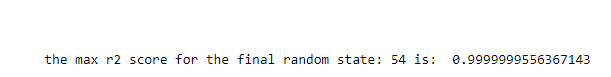 the max r2 score for the final random state: 54 is:  0.9999999556367143